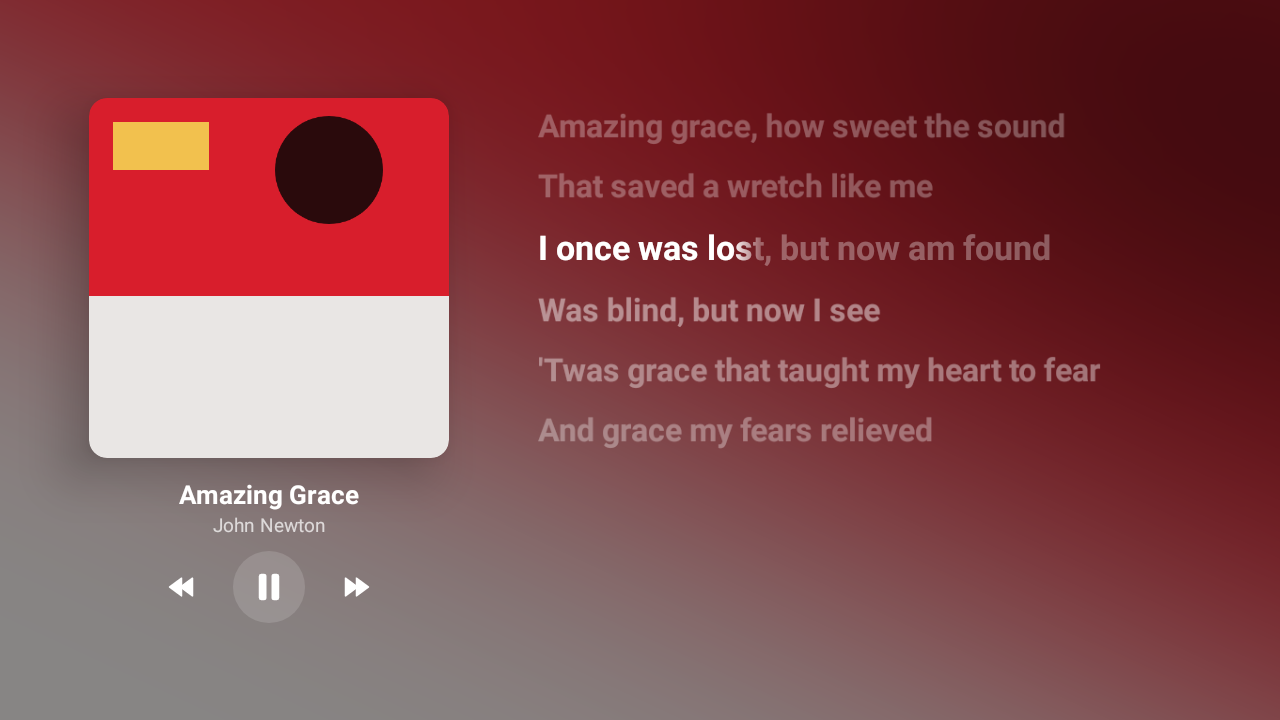 Amazing grace, how sweet the sound
That saved a wretch like me
I once was lost, but now am found
Was blind, but now I see
'Twas grace that taught my heart to fear
And grace my fears relieved
Amazing Grace
John Newton